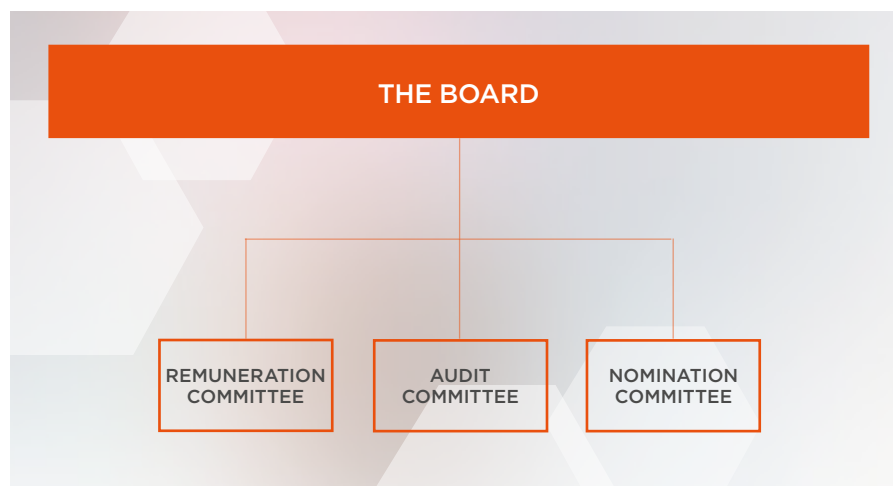 THE BOARD
REMUNERATION
COMMITTEE
AUDIT
COMMITTEE
NOMINATION
COMMITTEE